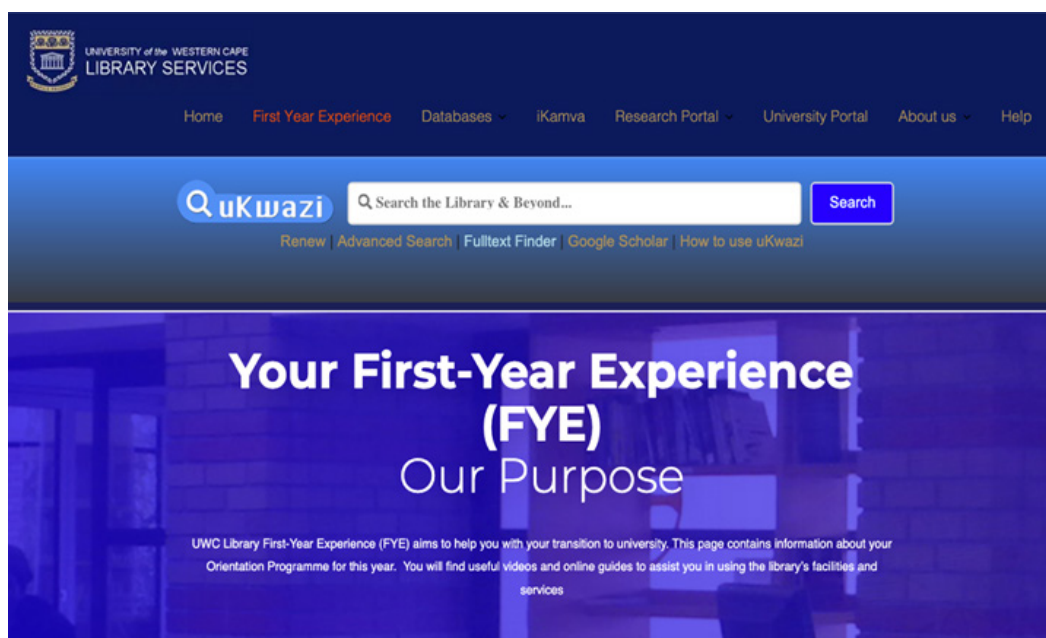 UNIVERSITY of the WESTERN CAPE
LIBRARY SERVICES
Home First Year Experience Databases iKamva Research Portal University Portal About us Help
uKwazi Search the Library & Beyond... Search
Renew | Advanced Search | Fulltext Finder | Google Scholar | How to use uKwazi
Your First-Year Experience
(FYE)
Our Purpose
UWC Library First-Year Experience (FYE) aims to help you with your transition to university. This page contains information about your
Orientation Programme for this year. You will find useful videos and online guides to assist you in using the library's facilities and
services